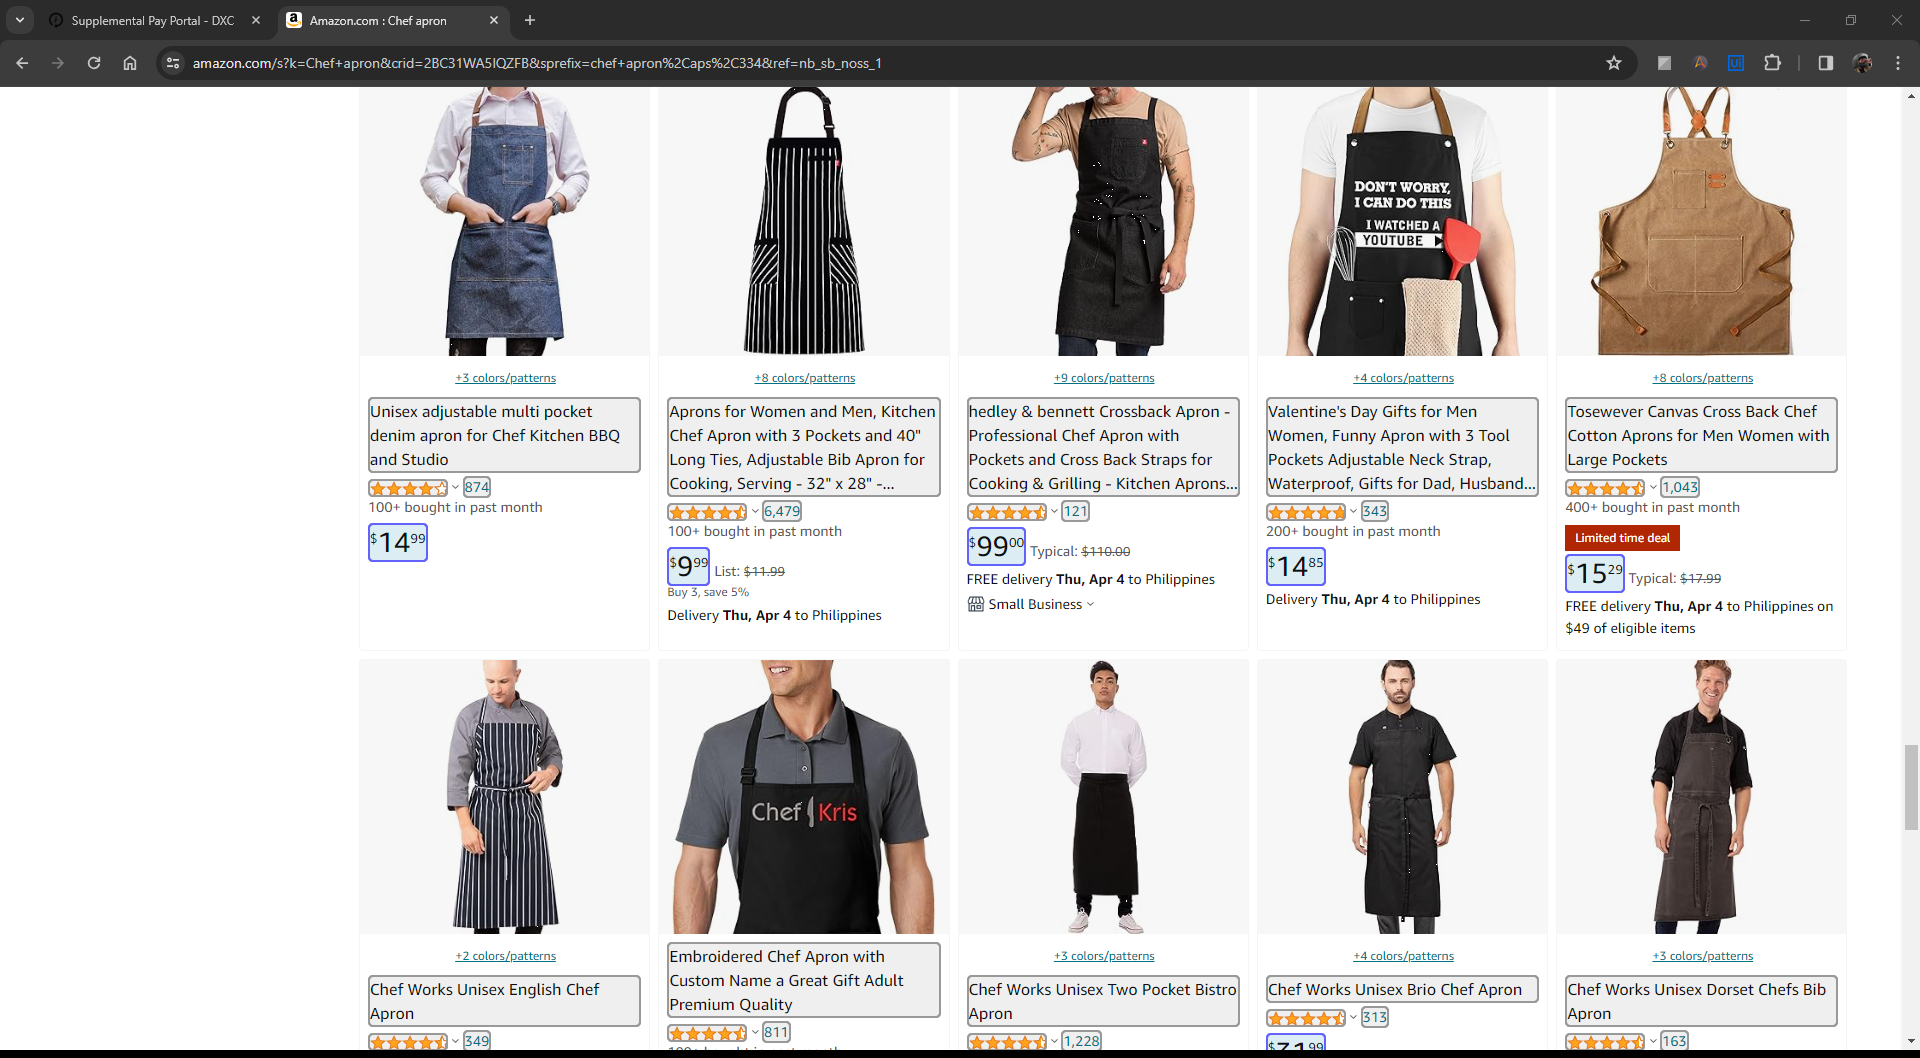 Supplemental Pay Portal - DXC
Amazon.com : Chef apron
amazon.com/s?k=Chef+apron&crid=2BC31WA5IQZFB&sprefix=chef+apron%2Caps%2C334&ref=nb_sb_noss_1
DON'T WORRY,
I CAN DO THIS
I WATCHED A
YOUTUBE
+3 colors/patterns
Unisex adjustable multi pocket
denim apron for Chef Kitchen BBQ
and Studio
874
100+ bought in past month
$1499
+8 colors/patterns
Aprons for Women and Men, Kitchen
Chef Apron with 3 Pockets and 40"
Long Ties, Adjustable Bib Apron for
Cooking, Serving - 32" x 28" -...
6,479
100+ bought in past month
$999 List: $11.99
Buy 3, save 5%
Delivery Thu, Apr 4 to Philippines
+9 colors/patterns
hedley & bennett Crossback Apron -
Professional Chef Apron with
Pockets and Cross Back Straps for
Cooking & Grilling - Kitchen Aprons...
121
$9900 Typical: $110.00
FREE delivery Thu, Apr 4 to Philippines
Small Business
+4 colors/patterns
Valentine's Day Gifts for Men
Women, Funny Apron with 3 Tool
Pockets Adjustable Neck Strap,
Waterproof, Gifts for Dad, Husband...
343
200+ bought in past month
$1485
Delivery Thu, Apr 4 to Philippines
+8 colors/patterns
Tosewever Canvas Cross Back Chef
Cotton Aprons for Men Women with
Large Pockets
1,043
400+ bought in past month
Limited time deal
$1529 Typical: $17.99
FREE delivery Thu, Apr 4 to Philippines on
$49 of eligible items
Chef Kris
+2 colors/patterns
Chef Works Unisex English Chef
Apron
349
Embroidered Chef Apron with
Custom Name a Great Gift Adult
Premium Quality
811
+3 colors/patterns
Chef Works Unisex Two Pocket Bistro
Apron
1,228
+4 colors/patterns
Chef Works Unisex Brio Chef Apron
313
$3199
+3 colors/patterns
Chef Works Unisex Dorset Chefs Bib
Apron
163